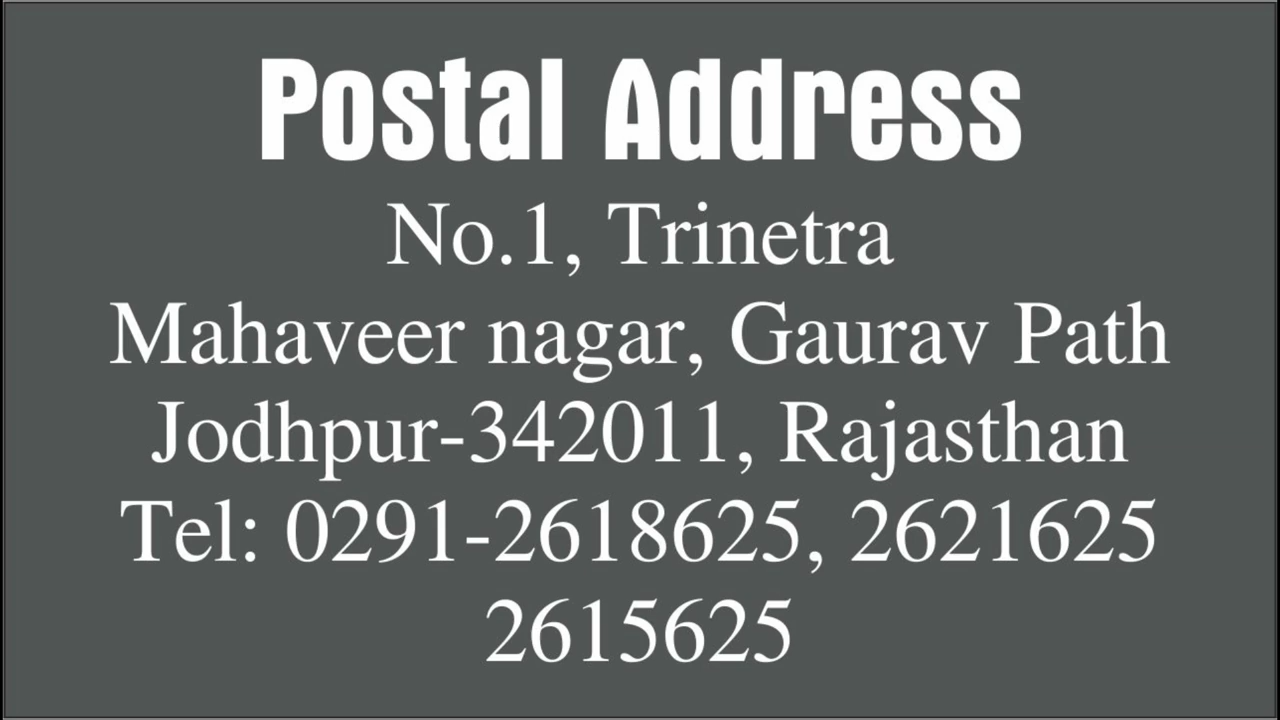 Postal Address
No.1, Trinetra
Mahaveer nagar, Gaurav Path
Jodhpur-342011, Rajasthan
Tel: 0291-2618625, 2621625
2615625